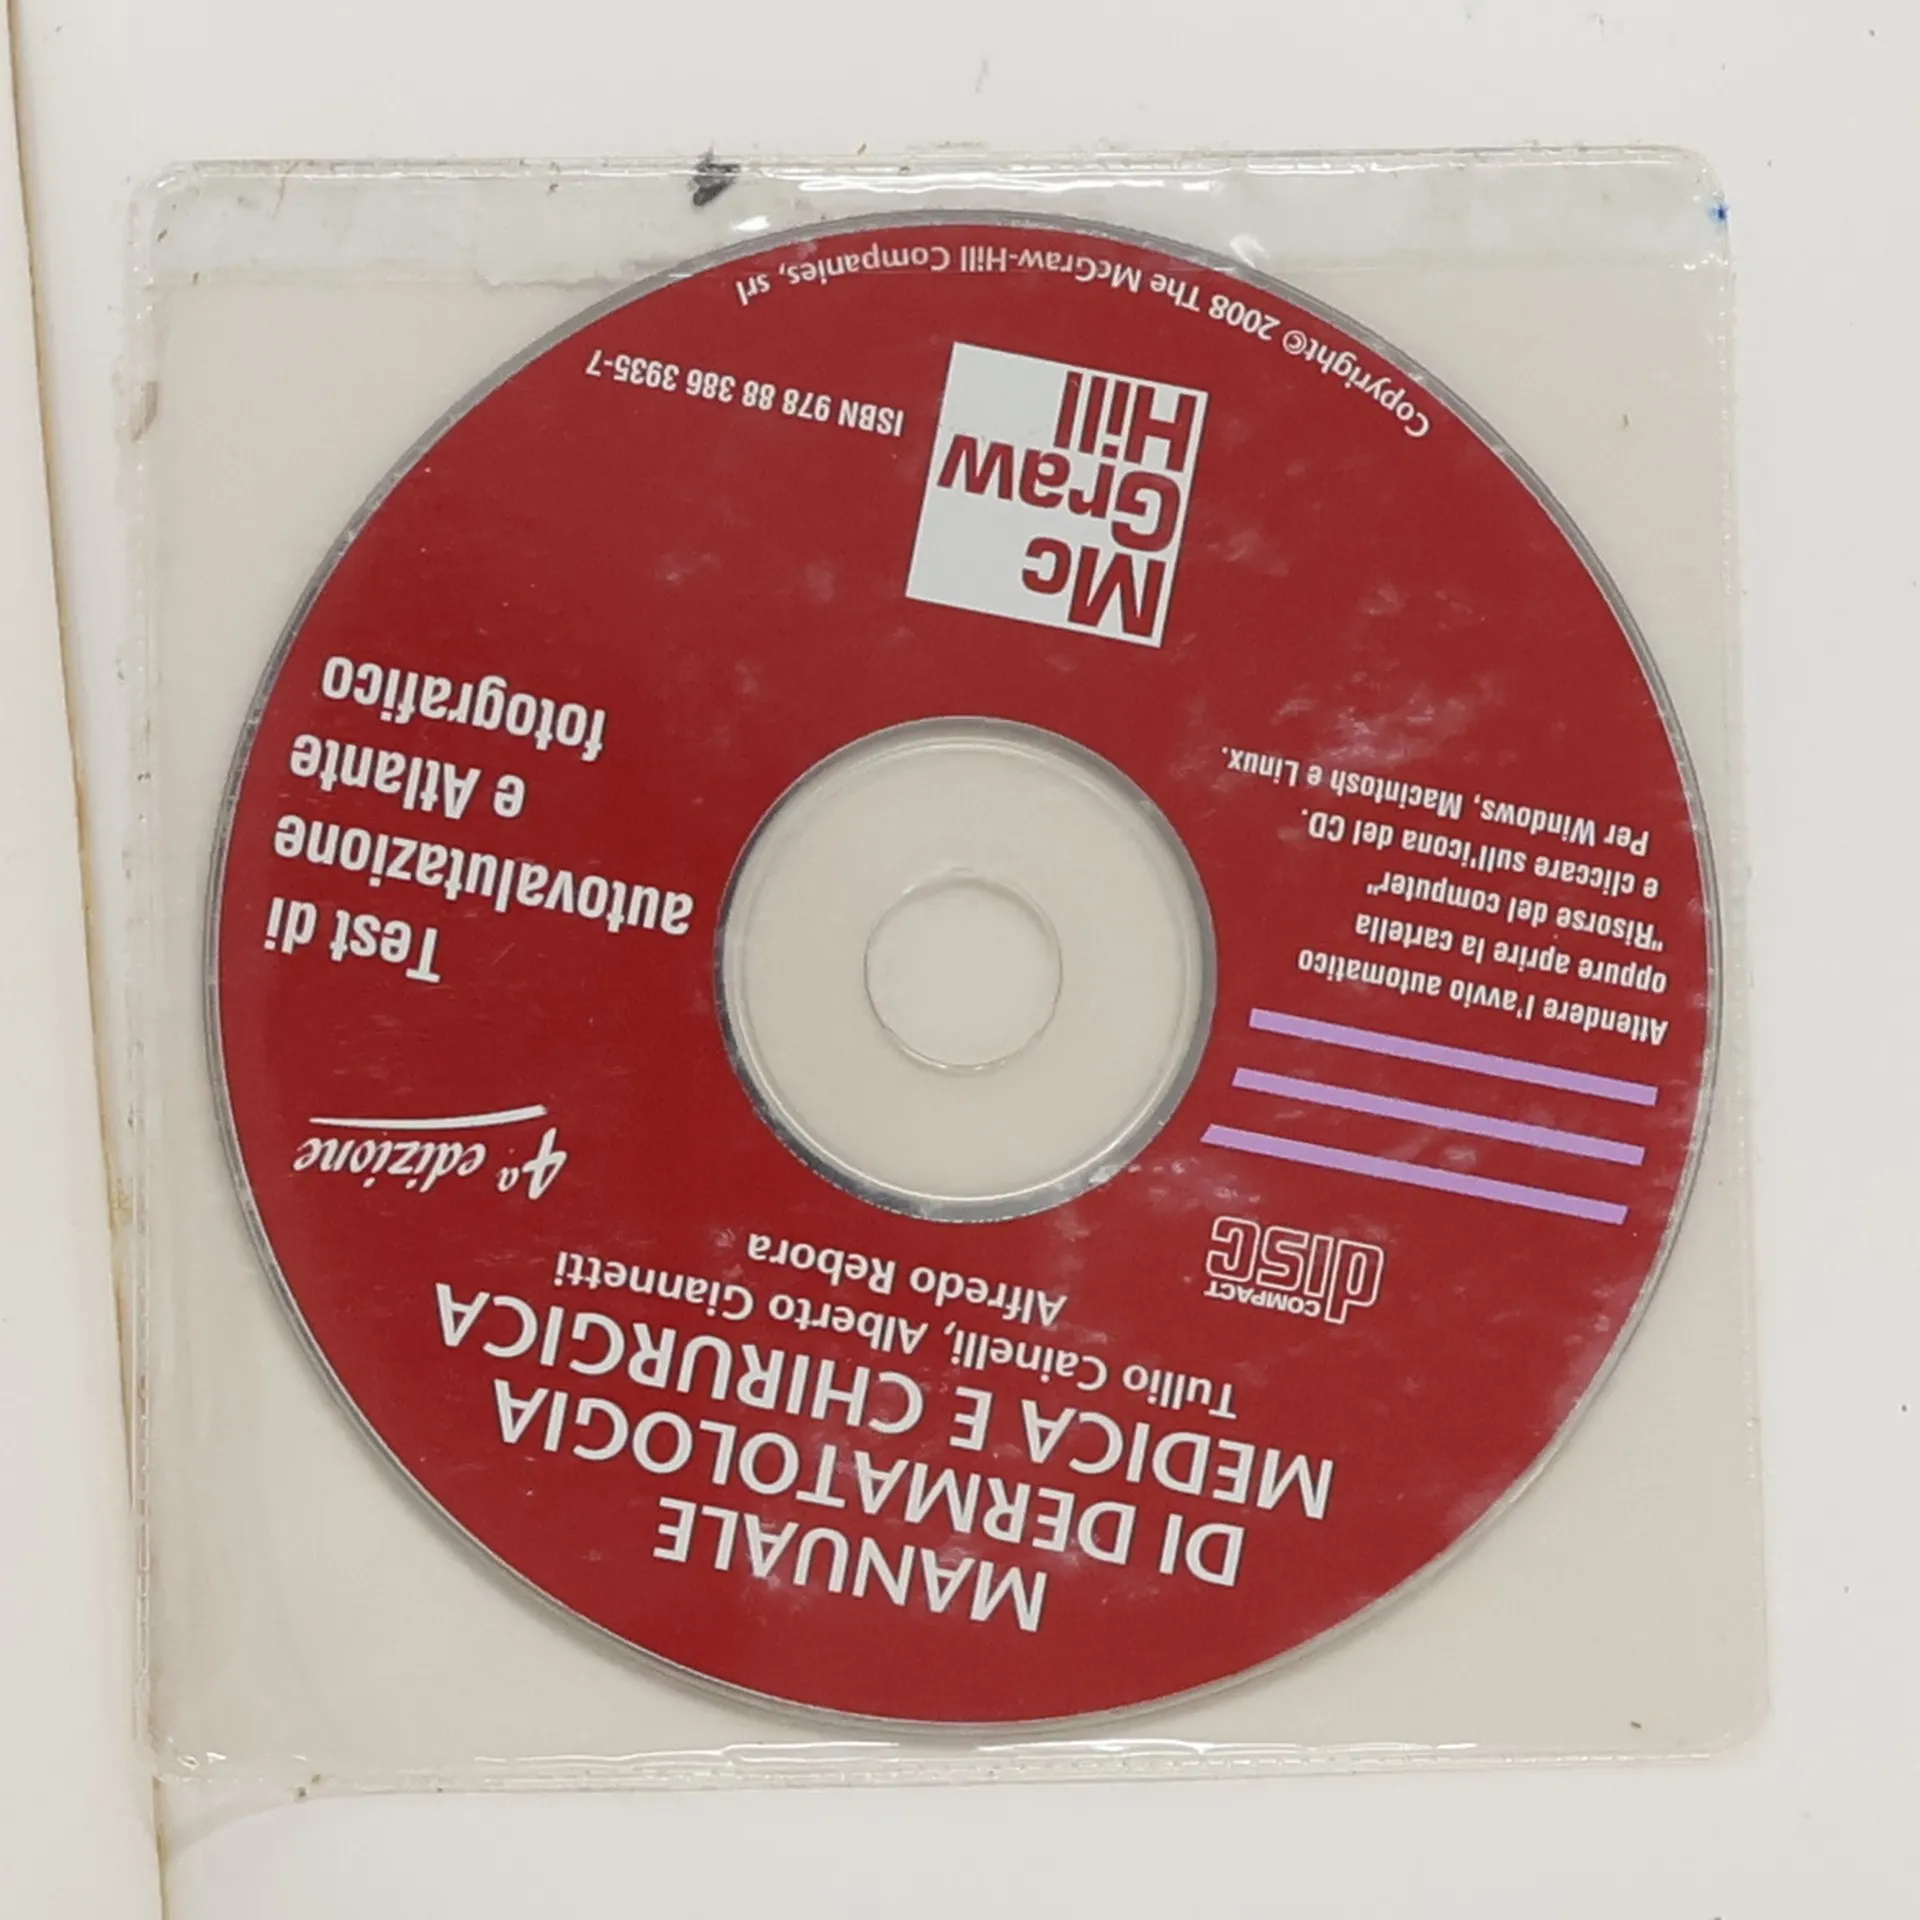 MANUALE
DI DERMATOLOGIA
MEDICA E CHIRURGICA
Tullio Cainelli, Alberto Giannetti
Alfredo Rebora
COMPACT
disc
4ª edizione
Attendere l'avvio automatico
oppure aprire la cartella
"Risorse del computer"
e cliccare sull'icona del CD.
Per Windows, Macintosh e Linux.
Test di
autovalutazione
e Atlante
fotografico
Mc
Graw
Hill
ISBN 978 88 386 3935-7
Copyright© 2008 The McGraw-Hill Companies, srl